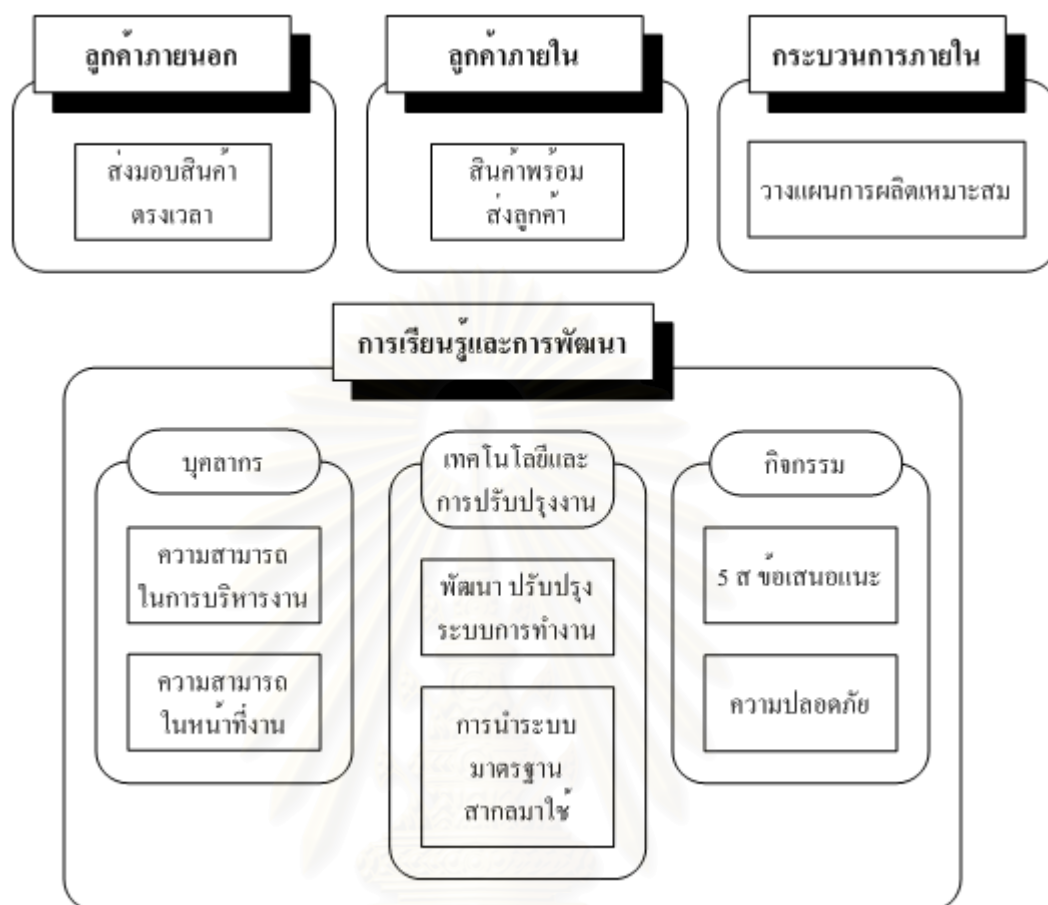 ลูกค้าภายนอก
ส่งมอบสินค้า
ตรงเวลา
ลูกค้าภายใน
สินค้าพร้อม
ส่งลูกค้า
กระบวนการภายใน
วางแผนการผลิตเหมาะสม
การเรียนรู้และการพัฒนา
บุคลากร
ความสามารถ
ในการบริหารงาน
ความสามารถ
ในหน้าที่งาน
เทคโนโลยีและ
การปรับปรุงงาน
พัฒนา ปรับปรุง
ระบบการทำงาน
การนำระบบ
มาตรฐาน
สากลมาใช้
กิจกรรม
5 ส ข้อเสนอแนะ
ความปลอดภัย